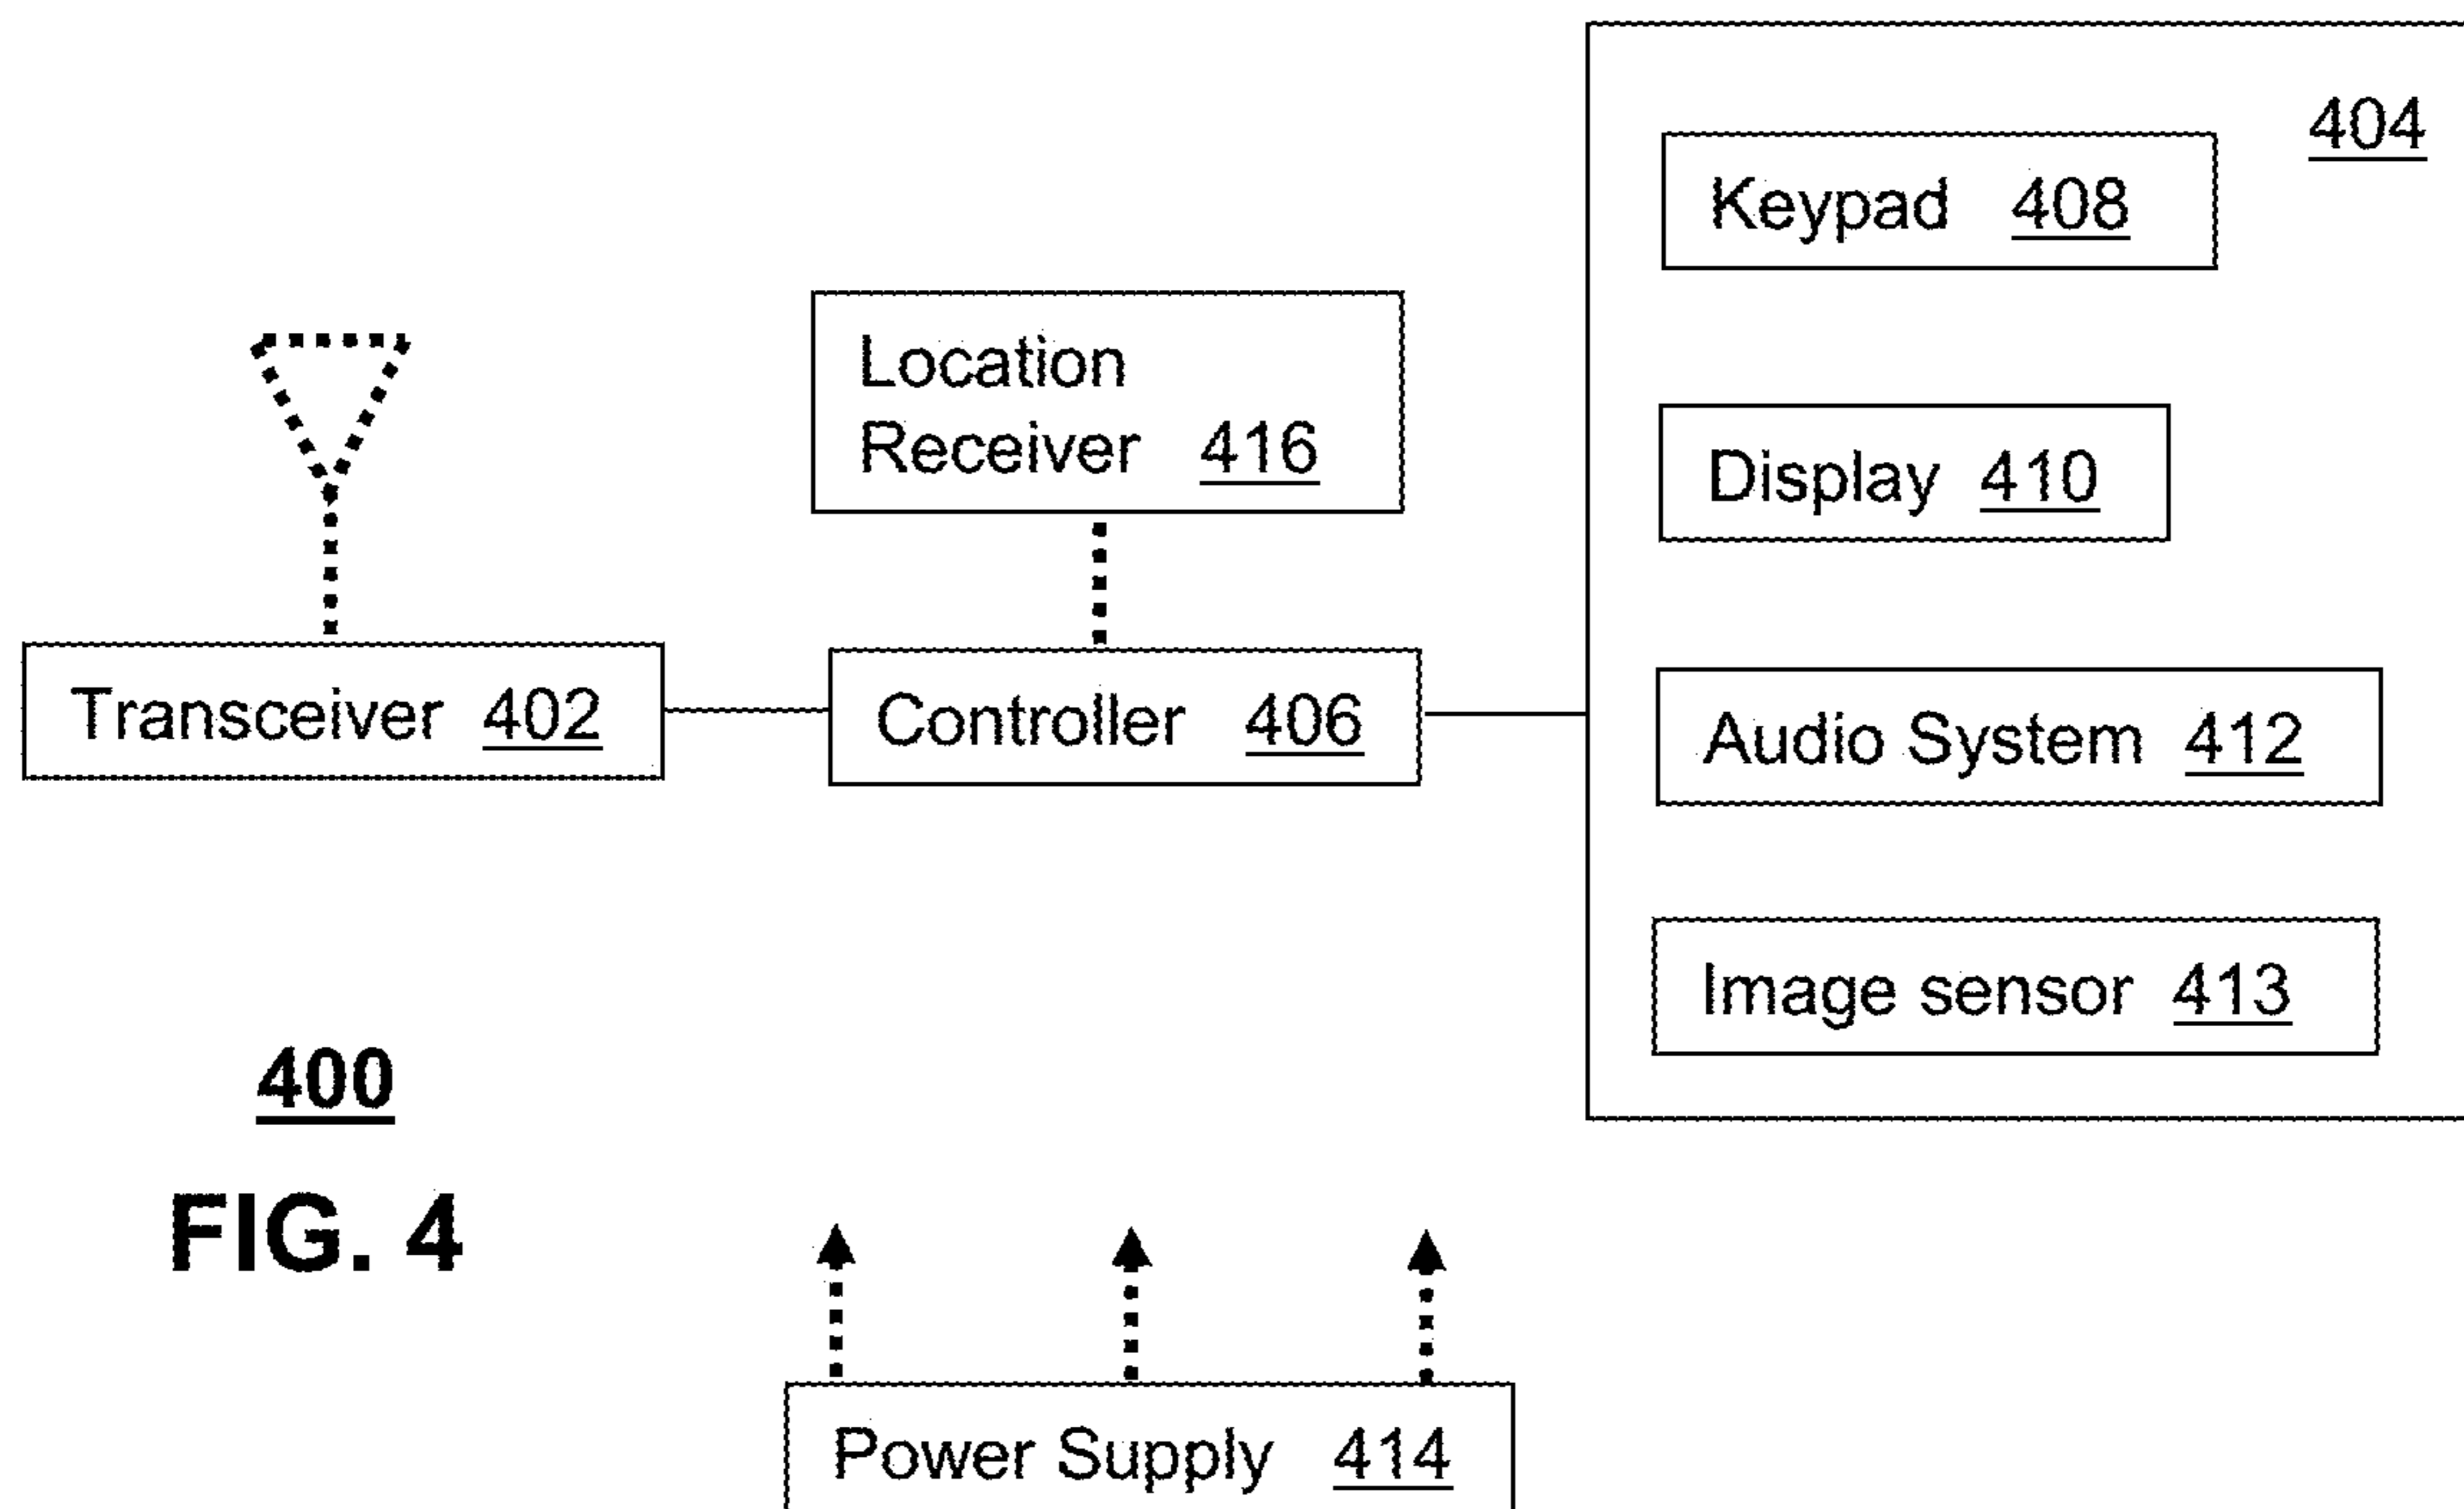 404
Keypad 408
Location
Receiver 416
Display 410
Transceiver 402
Controller 406
Audio System 412
Image sensor 413
400
FIG. 4
Power Supply 414